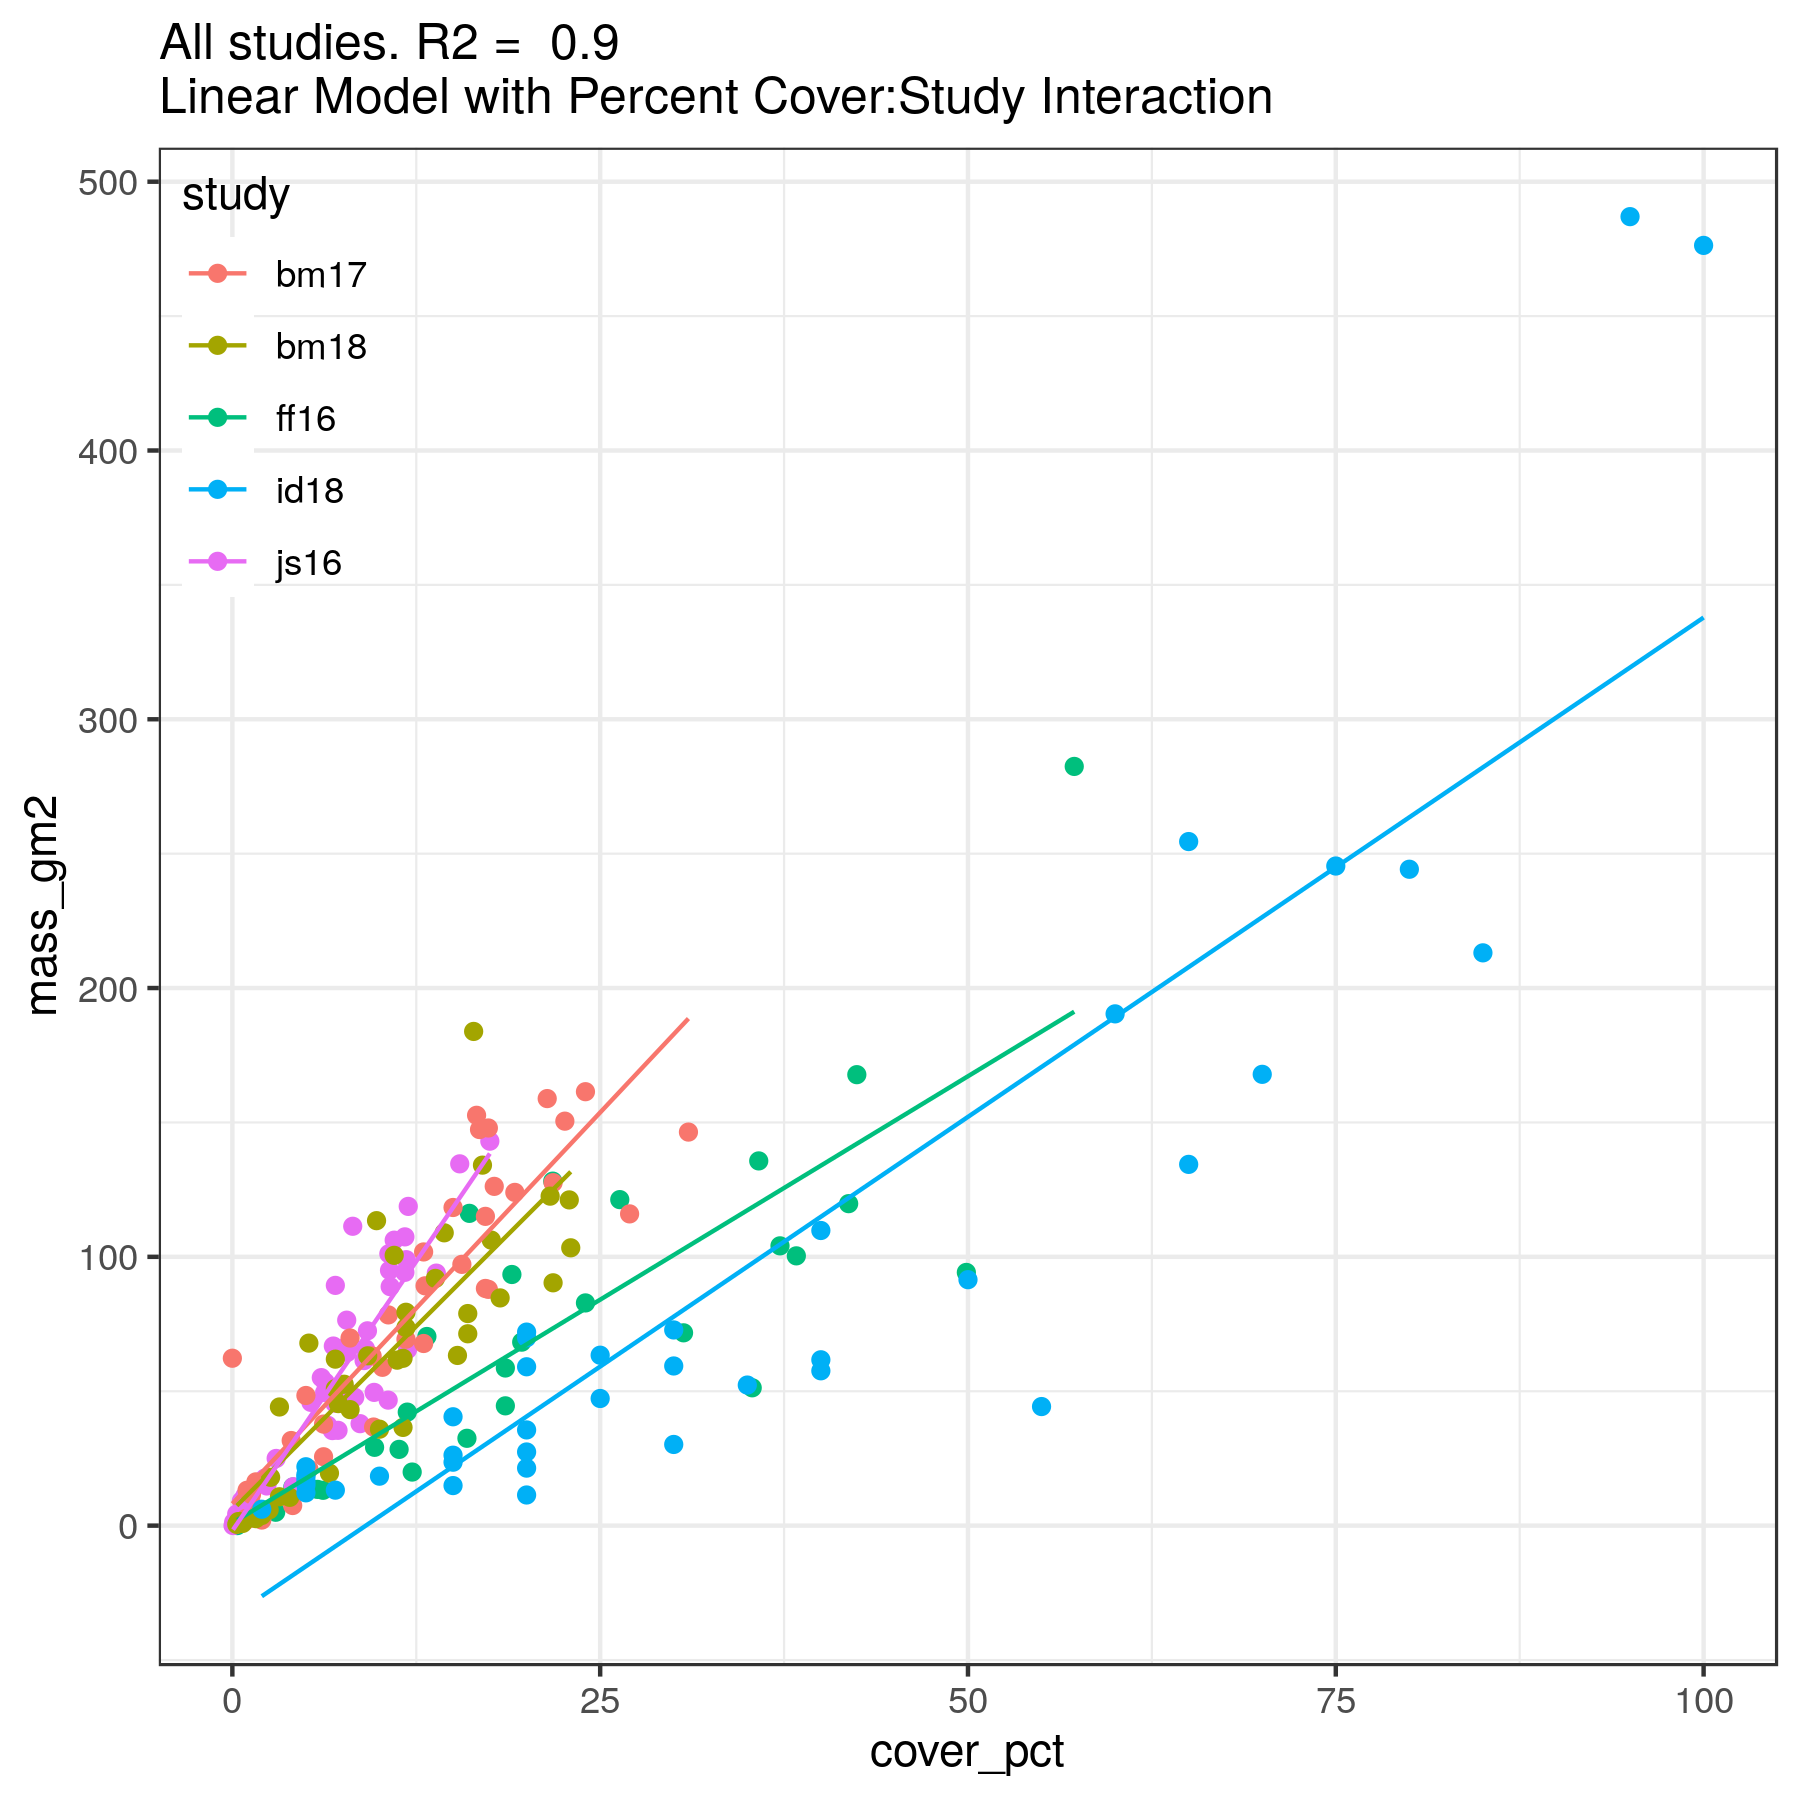 All studies. R2 =  0.9
Linear Model with Percent Cover:Study Interaction
study
bm17
bm18
ff16
id18
js16
500
400
300
200
100
0
mass_gm2
0 25 50 75 100
cover_pct